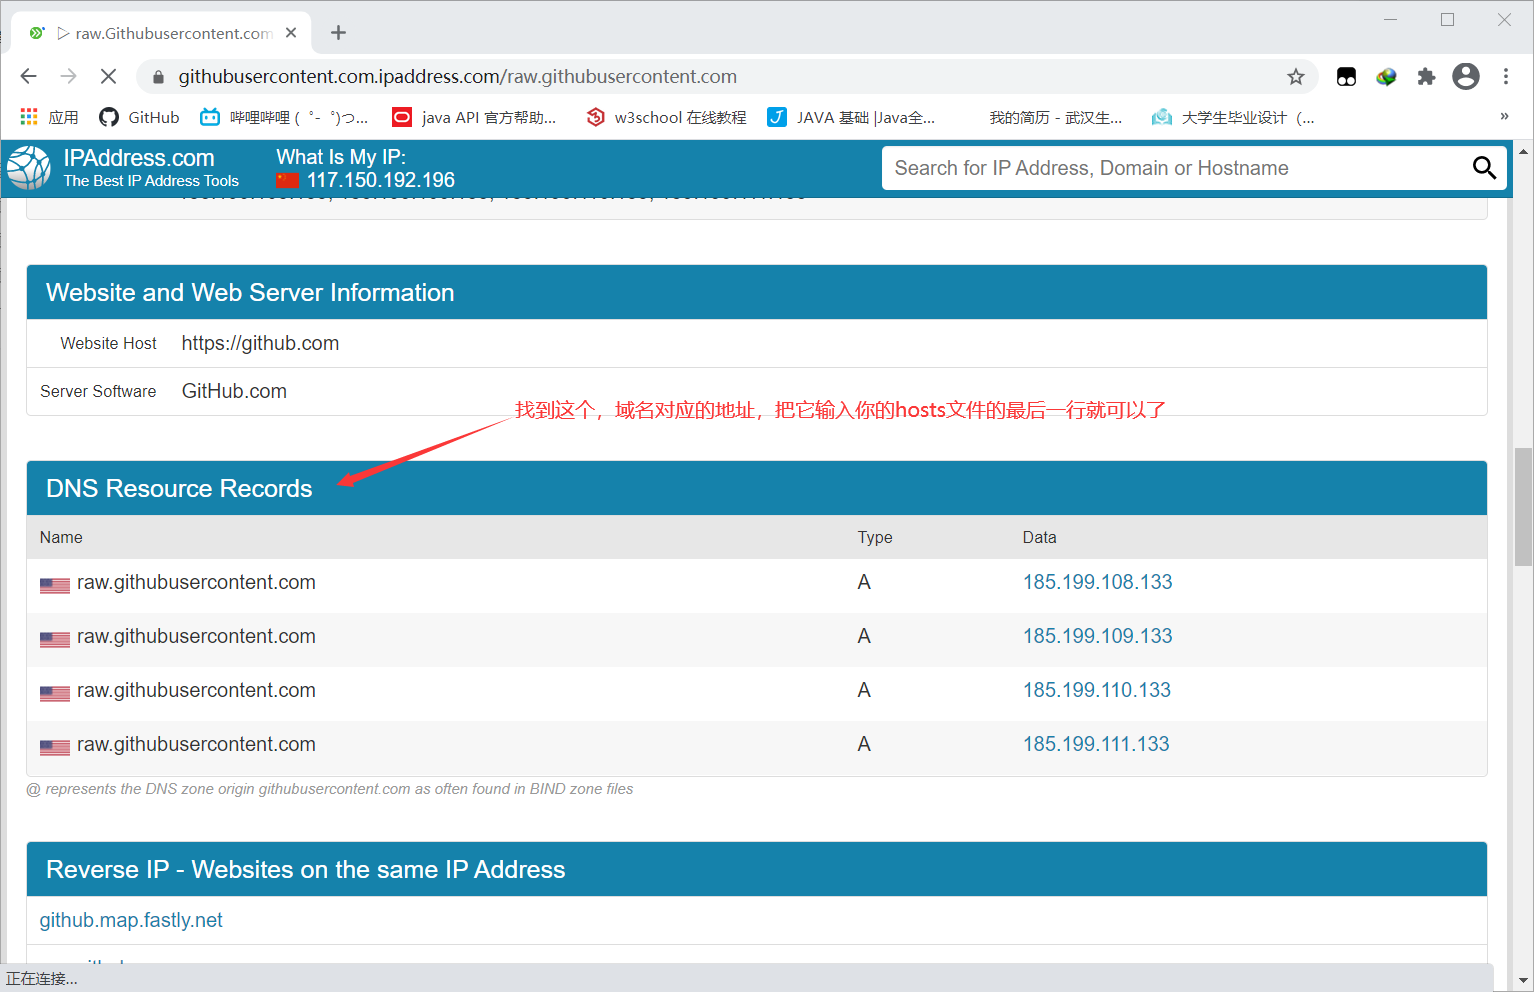 raw.Githubusercontent.com
githubusercontent.com.ipaddress.com/raw.githubusercontent.com
应用
GitHub
哔哩哔哩 (゜-゜)つ...
java API 官方帮助...
w3school 在线教程
JAVA 基础 |Java全...
我的简历 - 武汉生...
大学生毕业设计（...
»
IPAddress.com
The Best IP Address Tools
What Is My IP:
117.150.192.196
Search for IP Address, Domain or Hostname
Website and Web Server Information
Website Host https://github.com
Server Software GitHub.com
找到这个，域名对应的地址，把它输入你的hosts文件的最后一行就可以了
DNS Resource Records
Name Type Data
raw.githubusercontent.com A 185.199.108.133
raw.githubusercontent.com A 185.199.109.133
raw.githubusercontent.com A 185.199.110.133
raw.githubusercontent.com A 185.199.111.133
@ represents the DNS zone origin githubusercontent.com as often found in BIND zone files
Reverse IP - Websites on the same IP Address
github.map.fastly.net
正在连接...